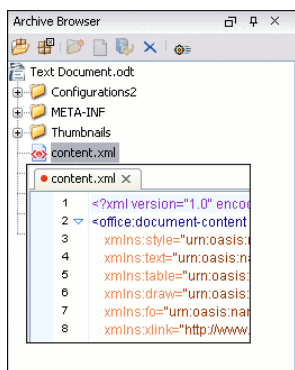 Archive Browser
Text Document.odt
Configurations2
META-INF
Thumbnails
content.xml
content.xml
1 <?xml version="1.0" enco
2 <office:document-content
3 xmlns:style="urn:oasis:
4 xmlns:text="urn:oasis:na
5 xmlns:table="urn:oasis:
6 xmlns:draw="urn:oasis:
7 xmlns:fo="urn:oasis:nar
8 xmlns:xlink="http://www.